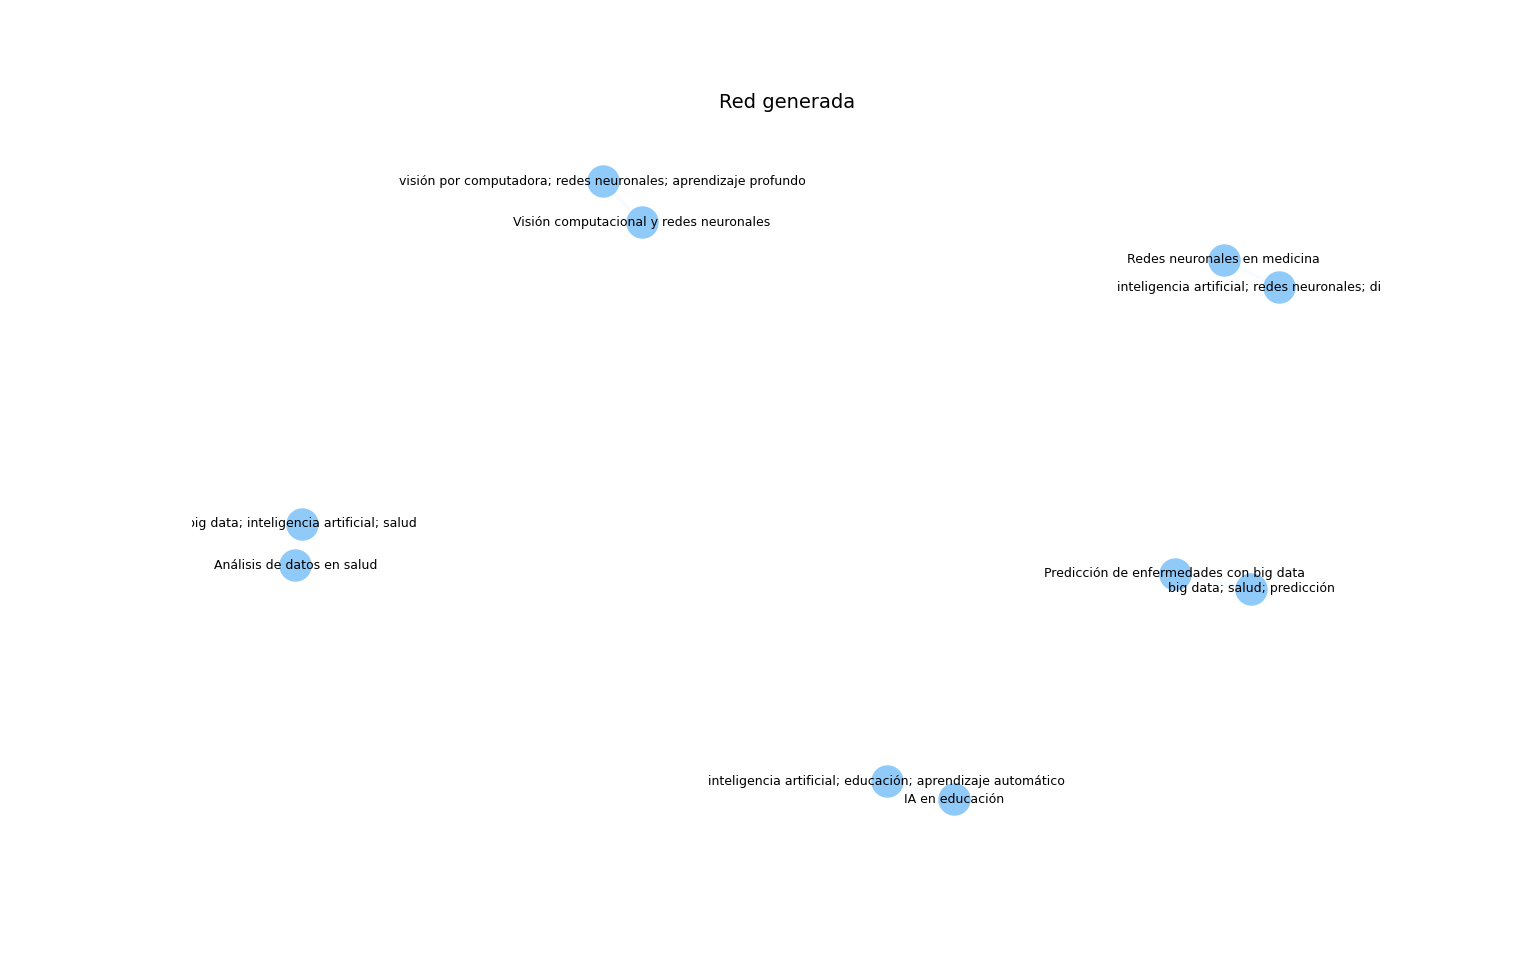 Red generada
visión por computadora; redes neuronales; aprendizaje profundo
Visión computacional y redes neuronales
Redes neuronales en medicina
inteligencia artificial; redes neuronales; di
big data; inteligencia artificial; salud
Análisis de datos en salud
Predicción de enfermedades con big data
big data; salud; predicción
inteligencia artificial; educación; aprendizaje automático
IA en educación